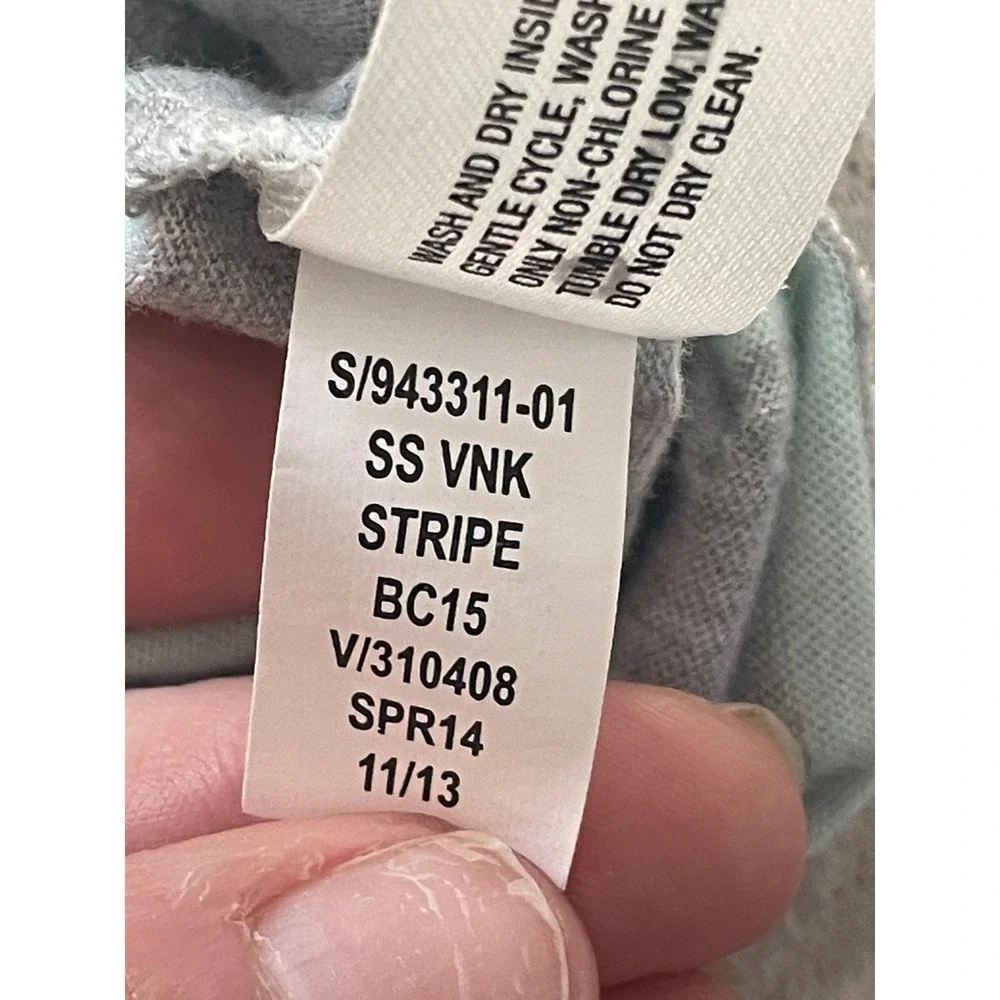 WASH AND DRY INSIDE
GENTLE CYCLE, WASH
ONLY NON-CHLORINE
TUMBLE DRY LOW, WA
DO NOT DRY CLEAN.
S/943311-01
SS VNK
STRIPE
BC15
V/310408
SPR14
11/13